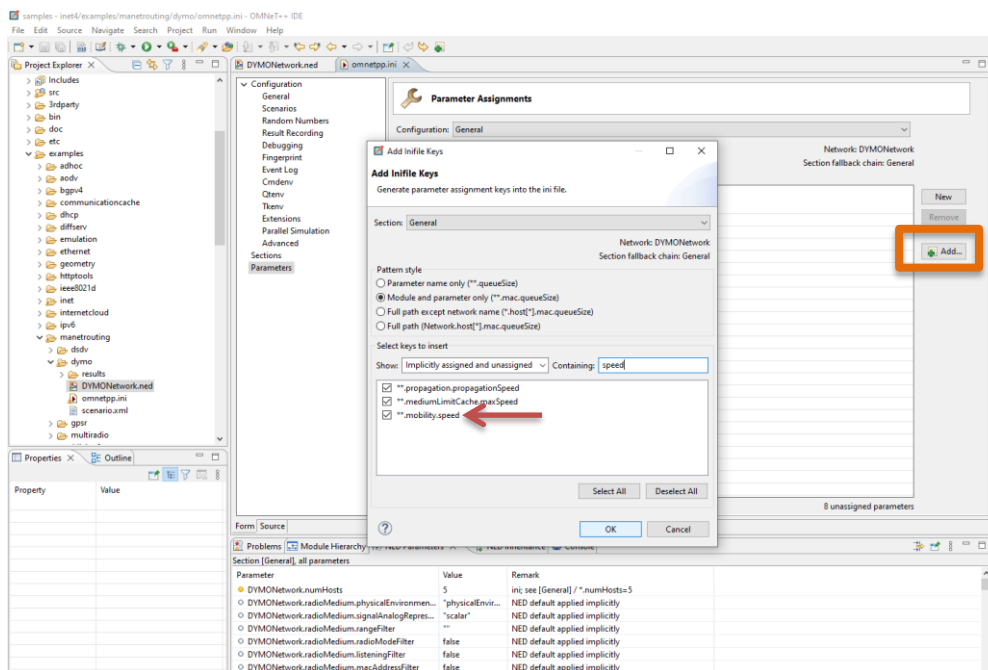 samples - inet4/examples/manetrouting/dymo/omnetpp.ini - OMNeT++ IDE
File Edit Source Navigate Search Project Run Window Help
Project Explorer
Includes
src
3rdparty
bin
doc
etc
examples
adhoc
aodv
bgpv4
communicationcache
dhcp
diffserv
emulation
ethernet
geometry
httptools
ieee8021d
inet
internetcloud
ipv6
manetrouting
dsdv
dymo
results
DYMONetwork.ned
omnetpp.ini
scenario.xml
gpsr
multiradio
Properties Outline
Property Value
DYMONetwork.ned omnetpp.ini
Configuration
General
Scenarios
Random Numbers
Result Recording
Debugging
Fingerprint
Event Log
Cmdenv
Qtenv
Tkenv
Extensions
Parallel Simulation
Advanced
Sections
Parameters
Parameter Assignments
Configuration: General
Network: DYMONetwork
Section fallback chain: General
New
Remove
Add...
8 unassigned parameters
Add Inifile Keys
Add Inifile Keys
Generate parameter assignment keys into the ini file.
Section: General
Network: DYMONetwork
Section fallback chain: General
Pattern style
Parameter name only (**.queueSize)
Module and parameter only (**.mac.queueSize)
Full path except network name (*.host[*].mac.queueSize)
Full path (Network.host[*].mac.queueSize)
Select keys to insert
Show: Implicitly assigned and unassigned Containing: speed
**.propagation.propagationSpeed
**.mediumLimitCache.maxSpeed
**.mobility.speed
Select All Deselect All
OK Cancel
Form Source
Problems Module Hierarchy
Section [General], all parameters
Parameter Value Remark
DYMONetwork.numHosts 5 ini; see [General] / *.numHosts=5
DYMONetwork.radioMedium.physicalEnvironmen... "physicalEnvir... NED default applied implicitly
DYMONetwork.radioMedium.signalAnalogRepres... "scalar" NED default applied implicitly
DYMONetwork.radioMedium.rangeFilter "" NED default applied implicitly
DYMONetwork.radioMedium.radioModeFilter false NED default applied implicitly
DYMONetwork.radioMedium.listeningFilter false NED default applied implicitly
DYMONetwork.radioMedium.macAddressFilter false NED default applied implicitly